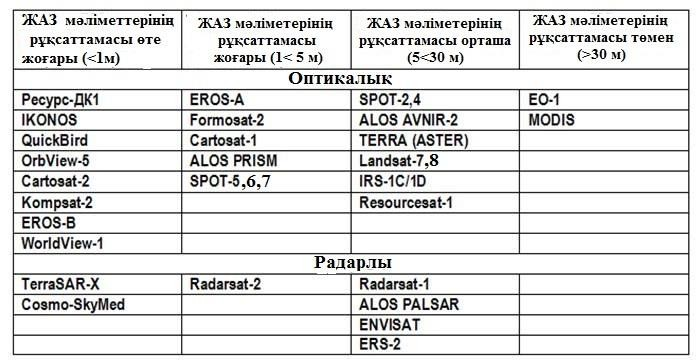 ЖАЗ мәліметтерінің рұқсаттамасы өте жоғары (<1м)
ЖАЗ мәліметерінің рұқсаттамасы жоғары (1< 5 м)
ЖАЗ мәліметерінің рұқсаттамасы орташа (5<30 м)
ЖАЗ мәліметерінің рұқсаттамасы төмен (>30 м)
Оптикалық
Ресурс-ДК1 EROS-A SPOT-2,4 EO-1
IKONOS Formosat-2 ALOS AVNIR-2 MODIS
QuickBird Cartosat-1 TERRA (ASTER)
OrbView-5 ALOS PRISM Landsat-7,8
Cartosat-2 SPOT-5,6,7 IRS-1C/1D
Kompsat-2 Resourcesat-1
EROS-B
WorldView-1
Радарлы
TerraSAR-X Radarsat-2 Radarsat-1
Cosmo-SkyMed ALOS PALSAR
ENVISAT
ERS-2